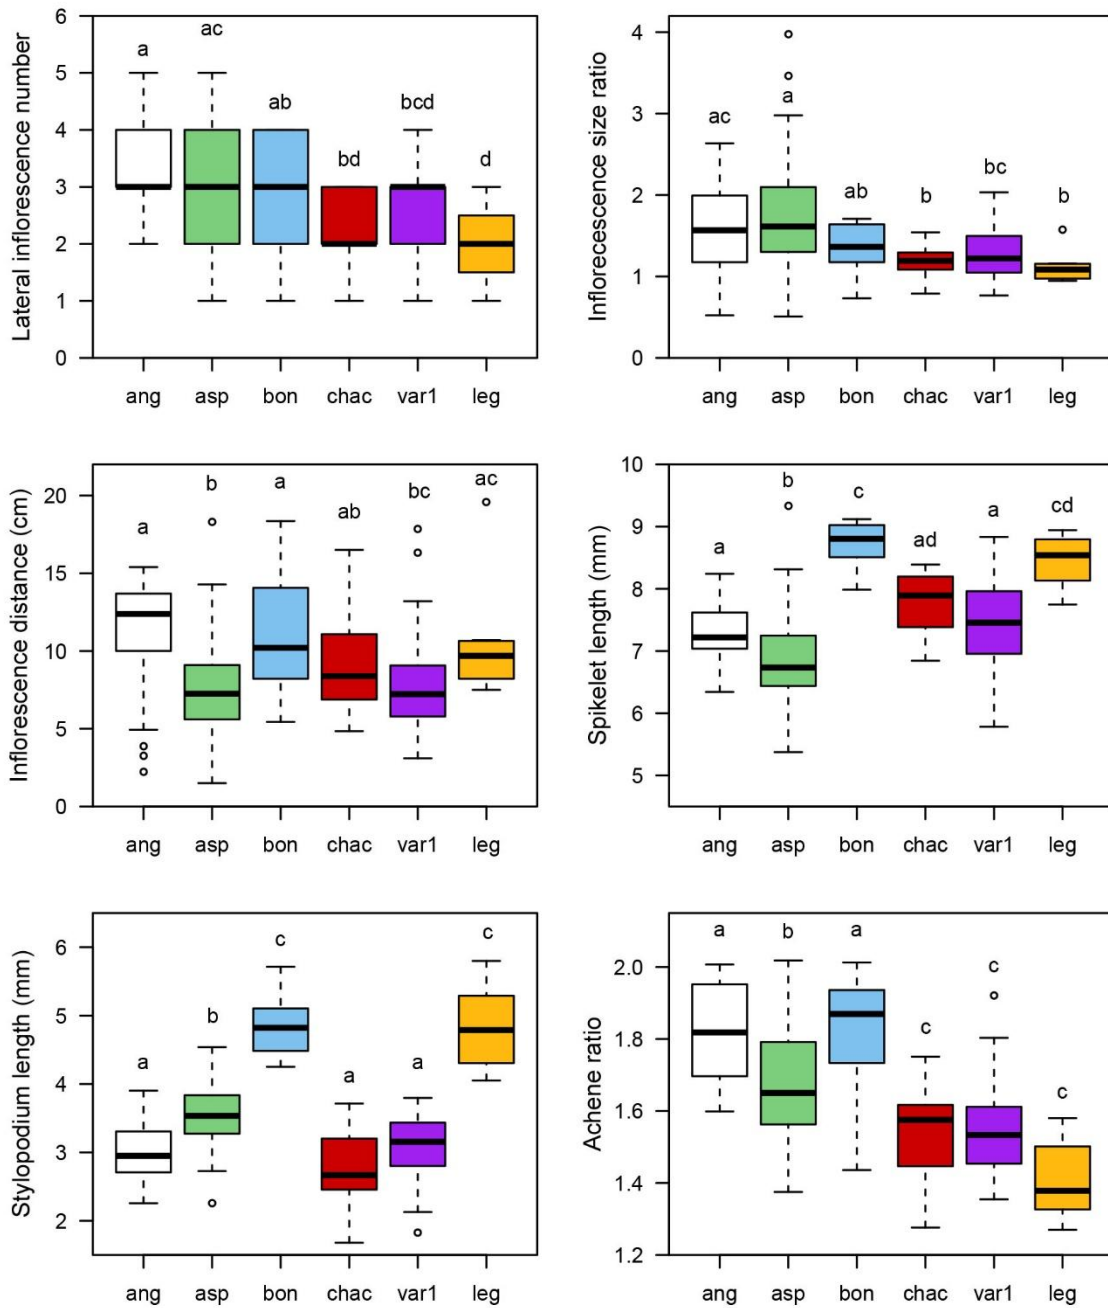 Lateral inflorescence number
6
5
4
3
2
1
0
a ac ab bd bcd d
ang asp bon chac var1 leg
Inflorecescence size ratio
4
3
2
1
0
ac a ab b bc b
ang asp bon chac var1 leg
Inflorescence distance (cm)
20
15
10
5
0
a b a ab bc ac
ang asp bon chac var1 leg
Spikelet length (mm)
10
9
8
7
6
5
a b c ad a cd
ang asp bon chac var1 leg
Stylopodium length (mm)
6
5
4
3
2
a b c a a c
ang asp bon chac var1 leg
Achene ratio
2.0
1.8
1.6
1.4
1.2
a b a c c c
ang asp bon chac var1 leg